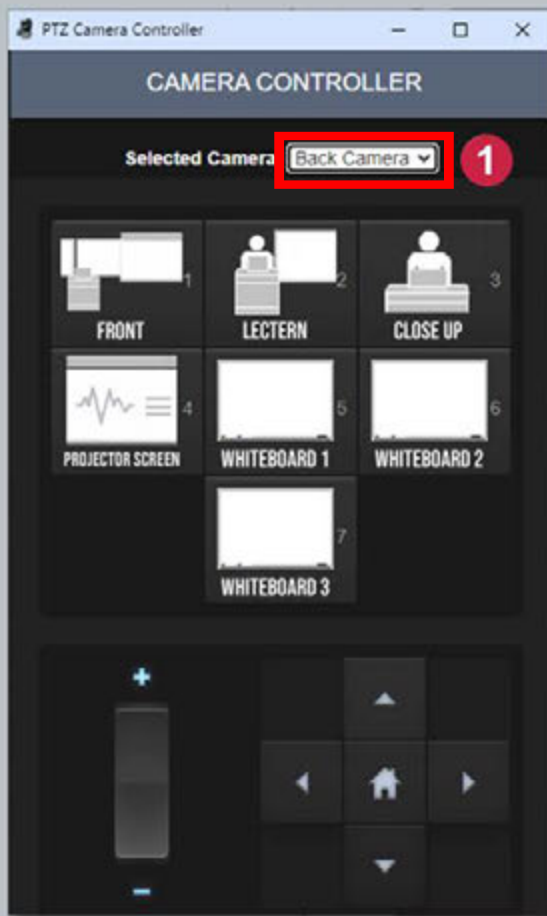 PTZ Camera Controller
CAMERA CONTROLLER
Selected Camera Back Camera 1
1 2 3
FRONT LECTERN CLOSE UP
4 5 6
PROJECTOR SCREEN WHITEBOARD 1 WHITEBOARD 2
7
WHITEBOARD 3
+
−